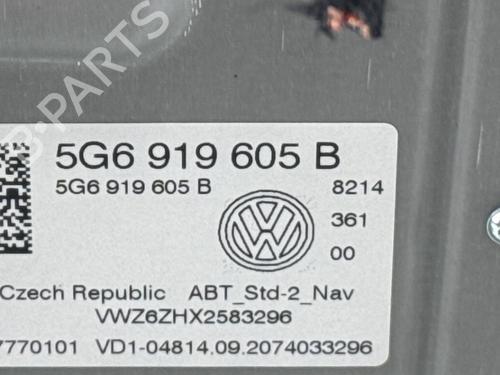 B-PARTS
5G6 919 605 B
5G6 919 605 B
8214
361
00
Czech Republic ABT_Std-2_Nav
VWZ6ZHX2583296
7770101 VD1-04814.09.2074033296